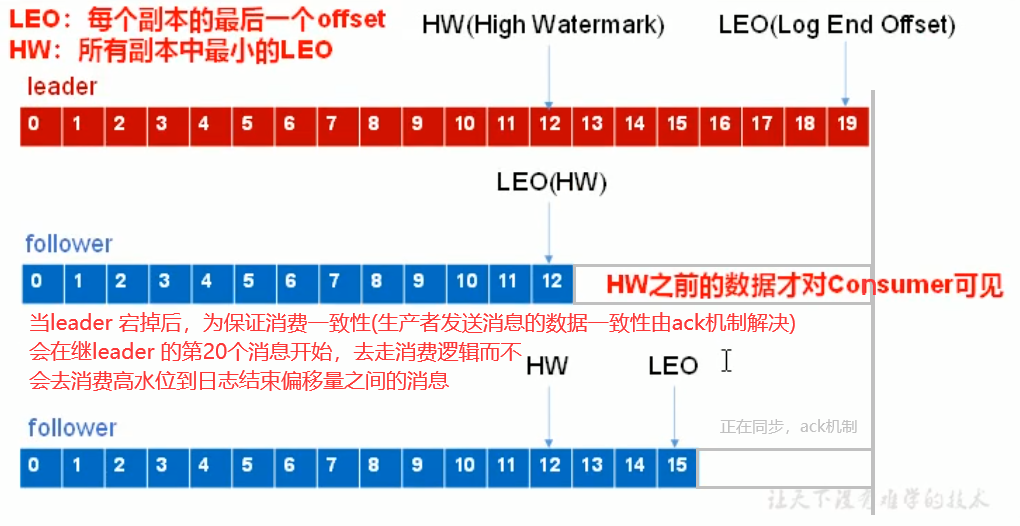 LEO：每个副本的最后一个offset
HW：所有副本中最小的LEO
HW(High Watermark)
LEO(Log End Offset)
leader
0 1 2 3 4 5 6 7 8 9 10 11 12 13 14 15 16 17 18 19
LEO(HW)
follower
0 1 2 3 4 5 6 7 8 9 10 11 12
HW之前的数据才对Consumer可见
当leader 宕掉后，为保证消费一致性(生产者发送消息的数据一致性由ack机制解决)
会在继leader 的第20个消息开始，去走消费逻辑而不
会去消费高水位到日志结束偏移量之间的消息
HW
LEO
follower
正在同步，ack机制
0 1 2 3 4 5 6 7 8 9 10 11 12 13 14 15
让天下没有难学的技术